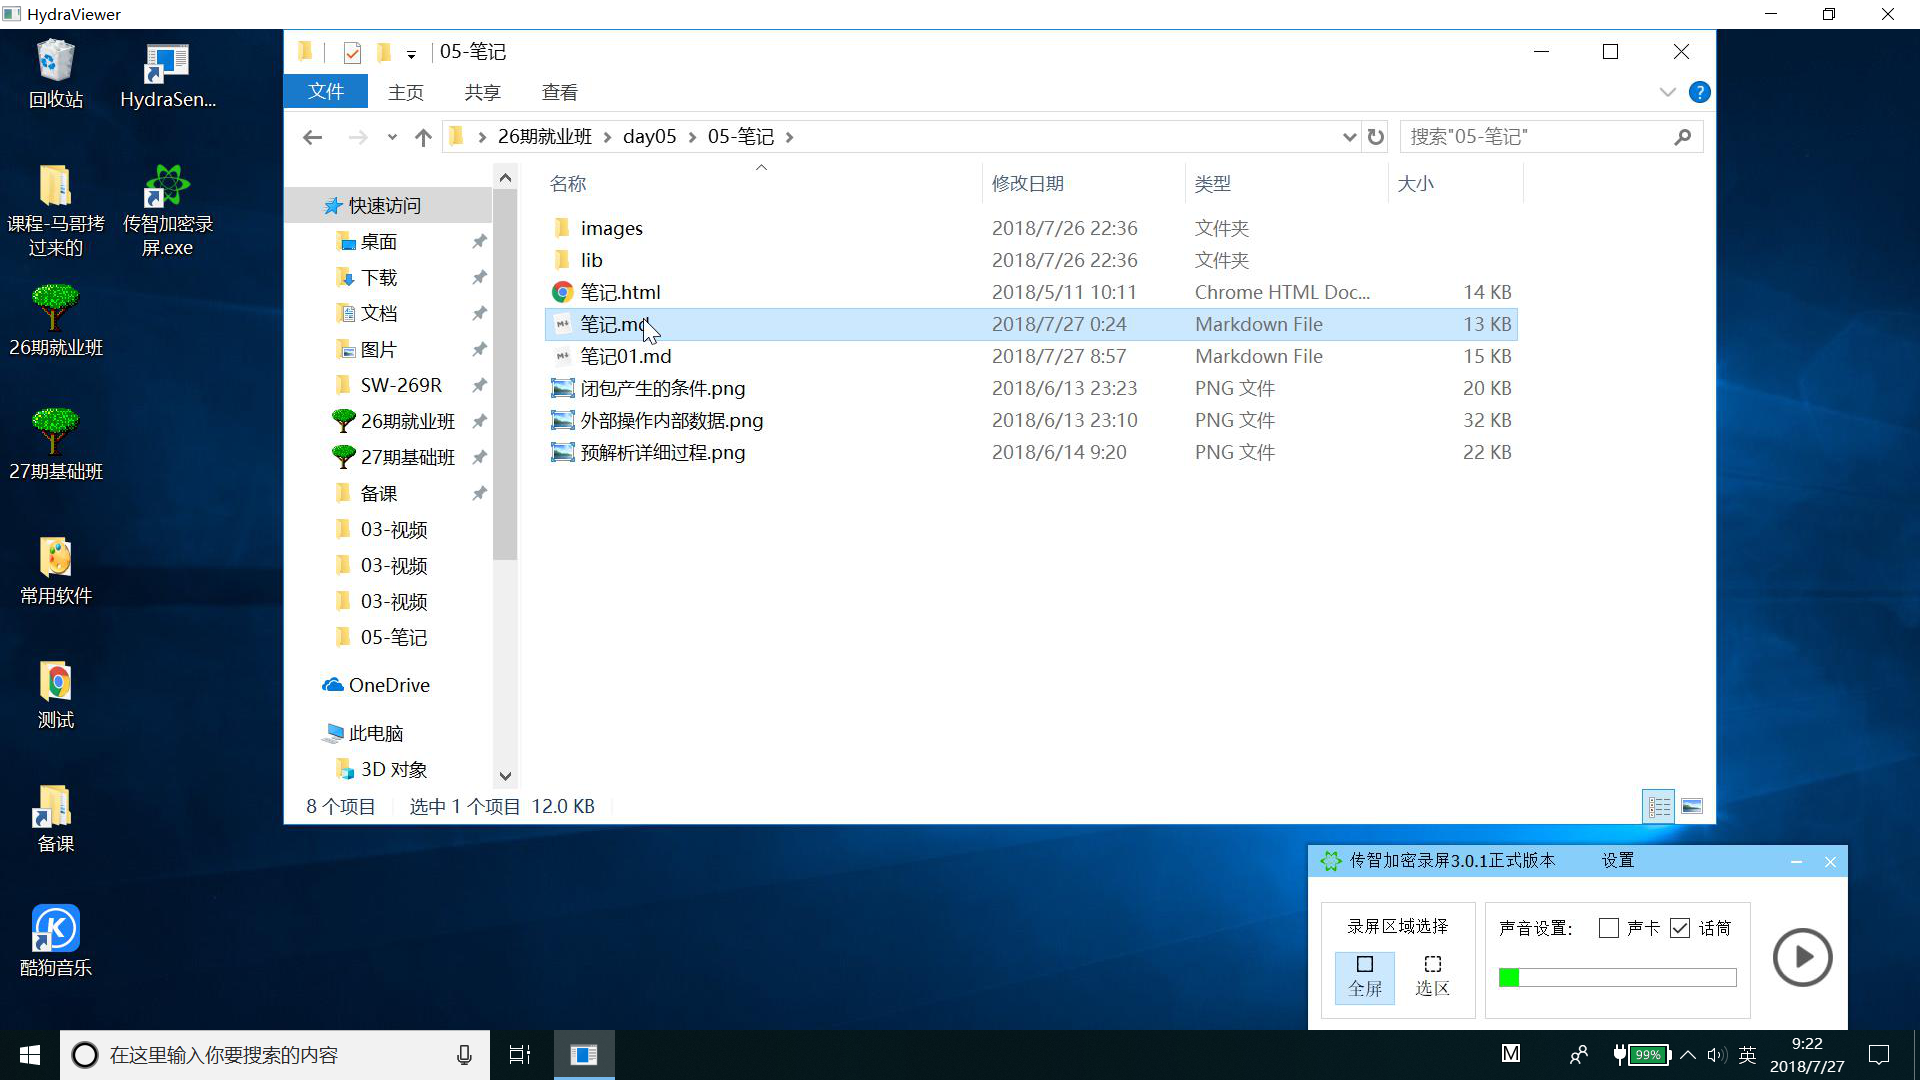 HydraViewer
回收站
HydraSen...
课程-马哥拷
过来的
传智加密录
屏.exe
26期就业班
27期基础班
常用软件
测试
备课
酷狗音乐
05-笔记
文件
主页
共享
查看
26期就业班
day05
05-笔记
搜索"05-笔记"
快速访问
桌面
下载
文档
图片
SW-269R
26期就业班
27期基础班
备课
03-视频
03-视频
03-视频
05-笔记
OneDrive
此电脑
3D 对象
名称 修改日期 类型 大小
images 2018/7/26 22:36 文件夹
lib 2018/7/26 22:36 文件夹
笔记.html 2018/5/11 10:11 Chrome HTML Doc... 14 KB
笔记.md 2018/7/27 0:24 Markdown File 13 KB
笔记01.md 2018/7/27 8:57 Markdown File 15 KB
闭包产生的条件.png 2018/6/13 23:23 PNG 文件 20 KB
外部操作内部数据.png 2018/6/13 23:10 PNG 文件 32 KB
预解析详细过程.png 2018/6/14 9:20 PNG 文件 22 KB
8 个项目 选中 1 个项目 12.0 KB
传智加密录屏3.0.1正式版本 设置
录屏区域选择
全屏 选区
声音设置: 声卡 话筒
在这里输入你要搜索的内容
M
99%
英
9:22
2018/7/27